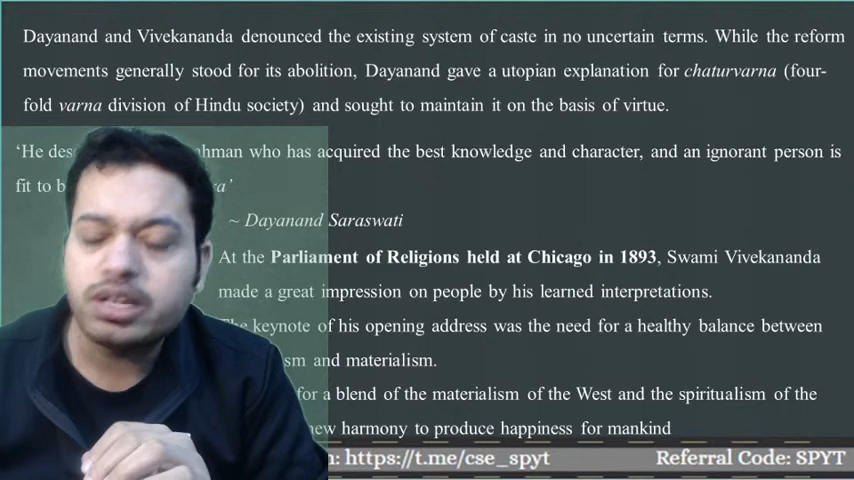 Dayanand and Vivekananda denounced the existing system of caste in no uncertain terms. While the reform
movements generally stood for its abolition, Dayanand gave a utopian explanation for chaturvarna (four-
fold varna division of Hindu society) and sought to maintain it on the basis of virtue.
‘He who has acquired the best knowledge and character, and an ignorant person is
fit to
~ Dayanand Saraswati
At the Parliament of Religions held at Chicago in 1893, Swami Vivekananda
made a great impression on people by his learned interpretations.
The keynote of his opening address was the need for a healthy balance between
and materialism.
for a blend of the materialism of the West and the spiritualism of the
new harmony to produce happiness for mankind
https://t.me/cse_spyt Referral Code: SPYT